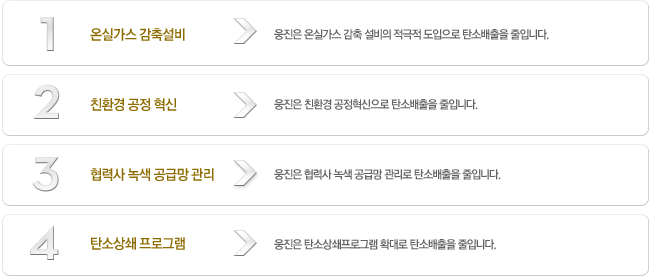 1 온실가스 감축설비 웅진은 온실가스 감축 설비의 적극적 도입으로 탄소배출을 줄입니다.
2 친환경 공정 혁신 웅진은 친환경 공정혁신으로 탄소배출을 줄입니다.
3 협력사 녹색 공급망 관리 웅진은 협력사 녹색 공급망 관리로 탄소배출을 줄입니다.
4 탄소상쇄 프로그램 웅진은 탄소상쇄프로그램 확대로 탄소배출을 줄입니다.